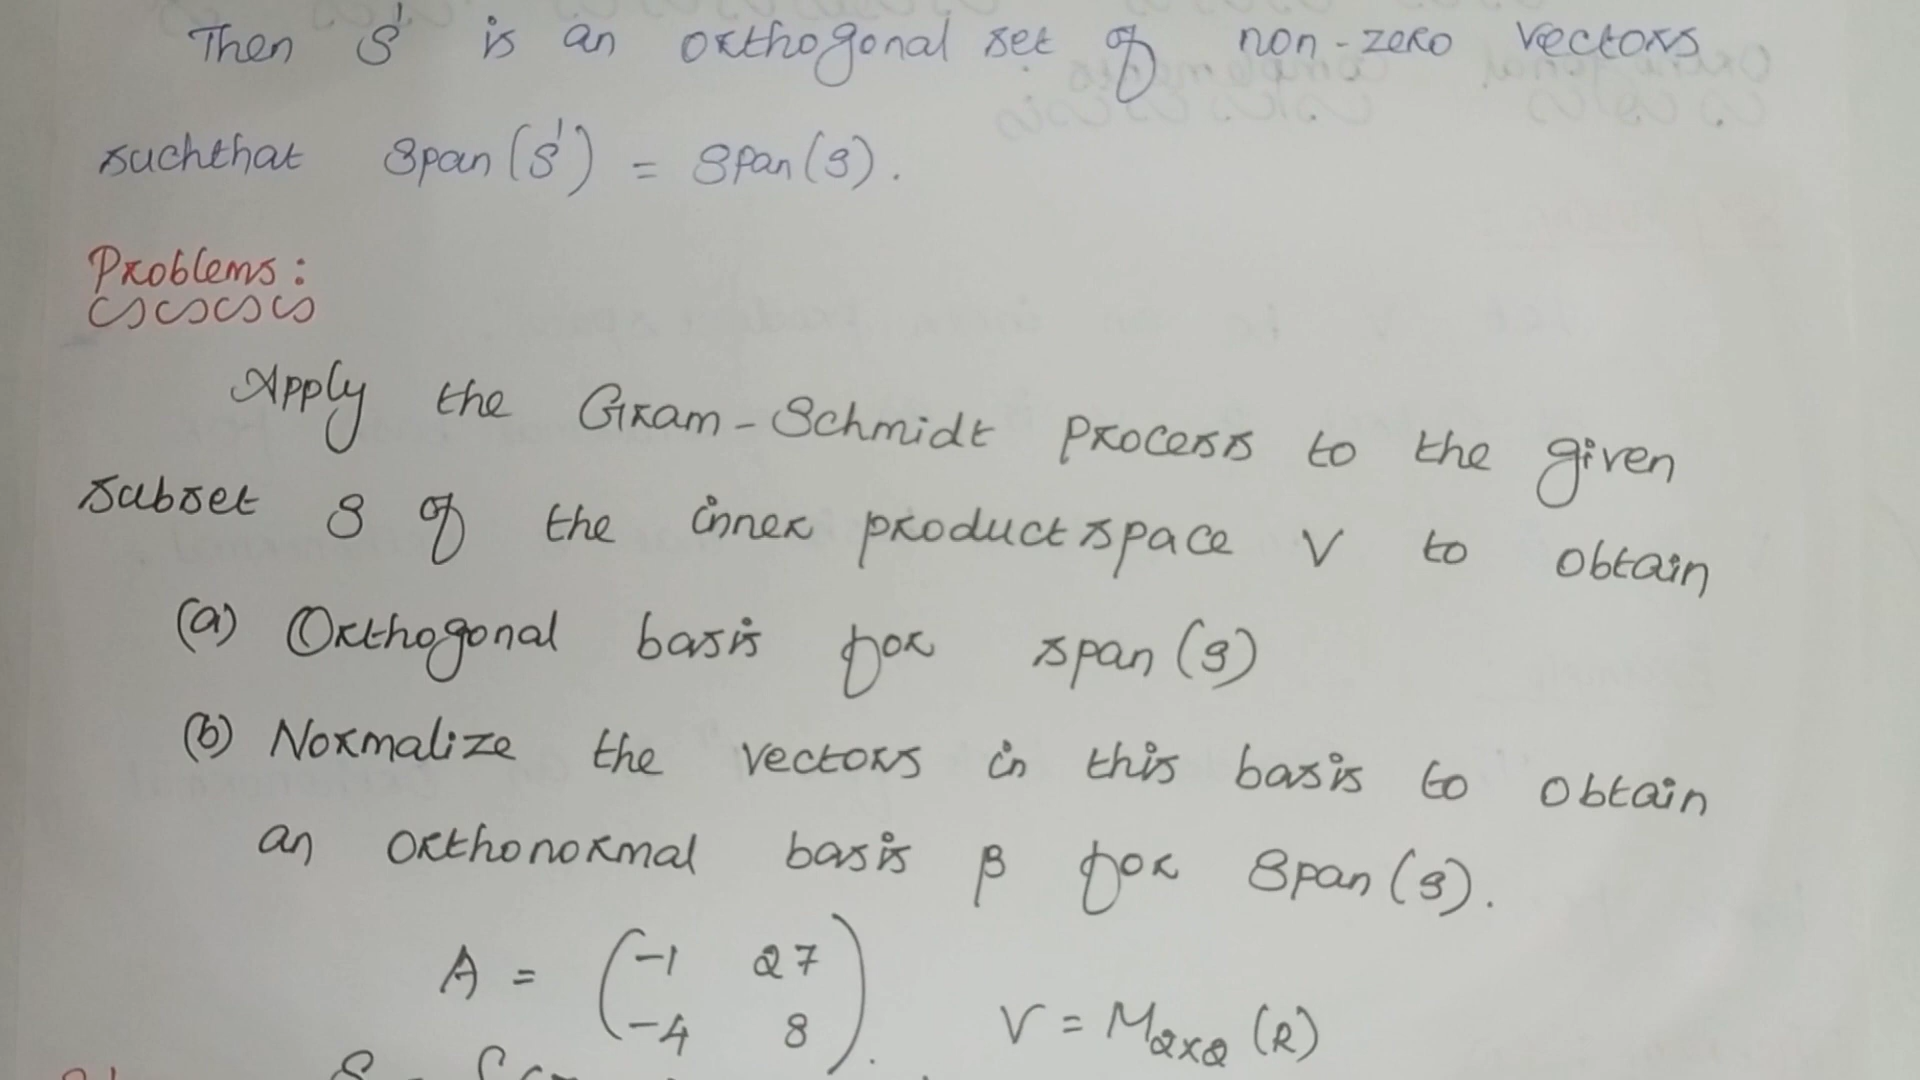 Then S' is an orthogonal set of non-zero vectors
suchthat Span(S') = Span(S).
Problems:
Apply the Gram-Schmidt process to the given
subset S of the inner product space V to obtain
(a) Orthogonal basis for span(S)
(b) Normalize the vectors in this basis to obtain
an orthonormal basis β for Span(S).
A = (-1 27
-4 8). V = M2x2 (R)